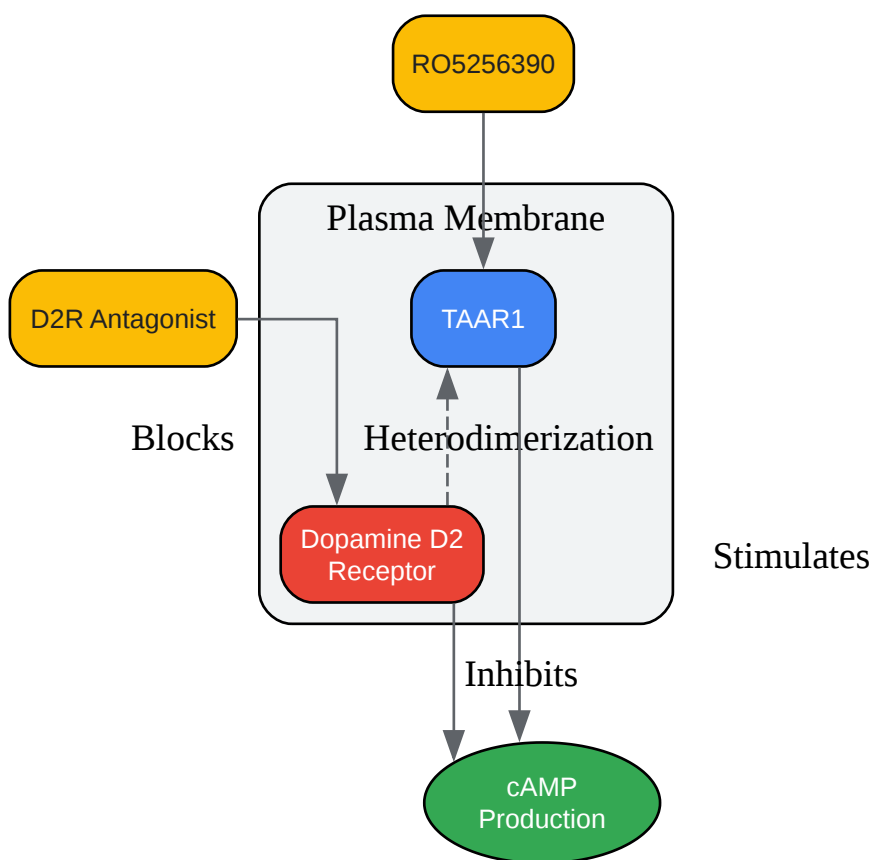 RO5256390
Plasma Membrane
D2R Antagonist
TAAR1
Blocks
Heterodimerization
Dopamine D2
Receptor
Stimulates
Inhibits
cAMP
Production